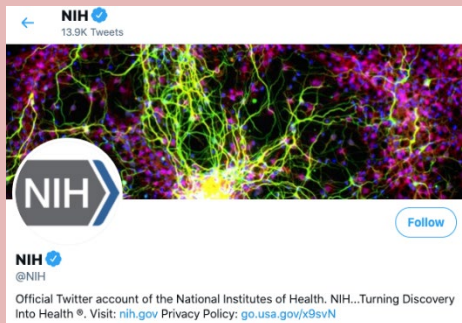 NIH
13.9K Tweets
NIH
Follow
NIH
@NIH
Official Twitter account of the National Institutes of Health. NIH...Turning Discovery
Into Health ®. Visit: nih.gov Privacy Policy: go.usa.gov/x9svN